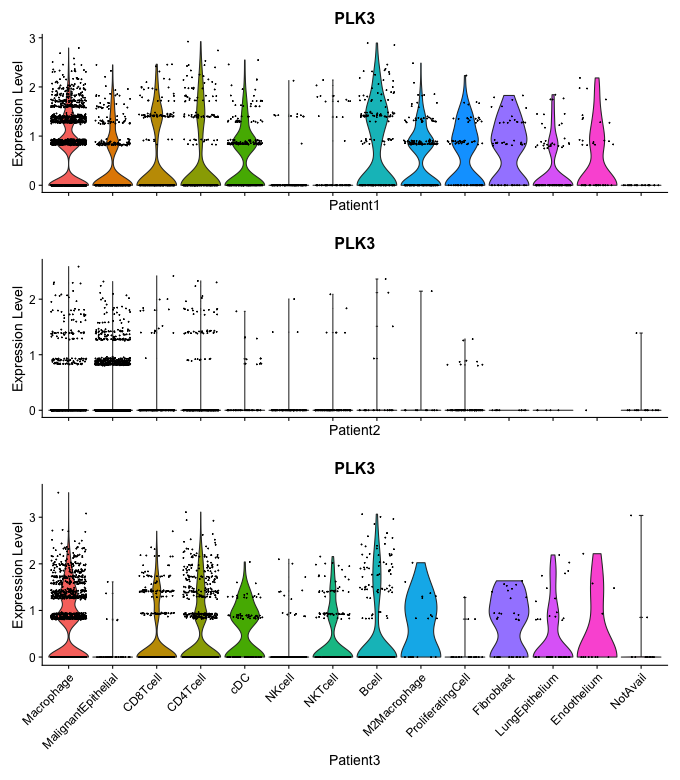 PLK3
Expression Level
3
2
1
0
Patient1
PLK3
Expression Level
2
1
0
Patient2
PLK3
Expression Level
3
2
1
0
Macrophage
MalignantEpithelial
CD8Tcell
CD4Tcell
cDC
NKcell
NKTcell
Bcell
M2Macrophage
ProliferatingCell
Fibroblast
LungEpithelium
Endothelium
NotAvail
Patient3